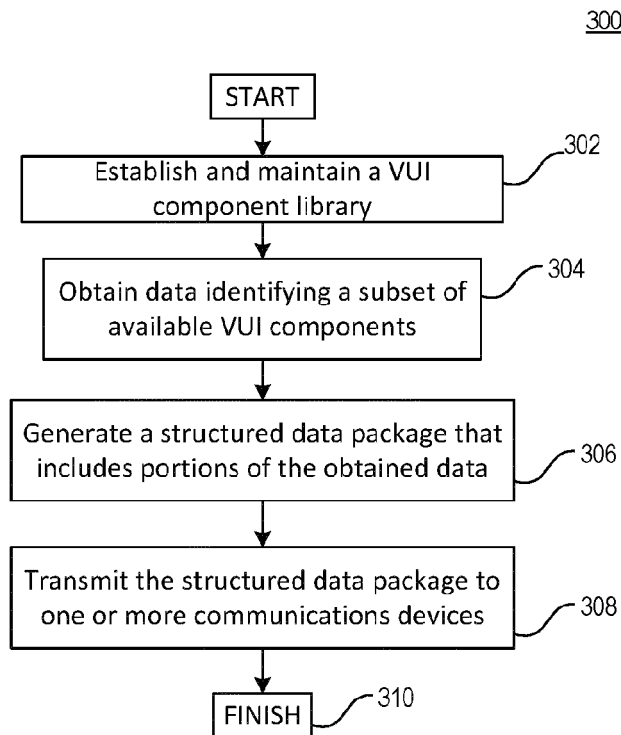 300
START
302
Establish and maintain a VUI
component library
304
Obtain data identifying a subset of
available VUI components
Generate a structured data package that
includes portions of the obtained data
306
Transmit the structured data package to
one or more communications devices
308
310
FINISH